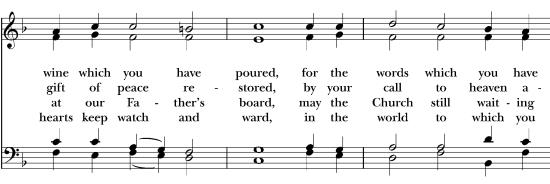 wine which you have poured, for the words which you have
gift of peace re - stored, by your call to heaven a -
at our Fa - ther's board, may the Church still wait - ing
hearts keep watch and ward, in the world to which you